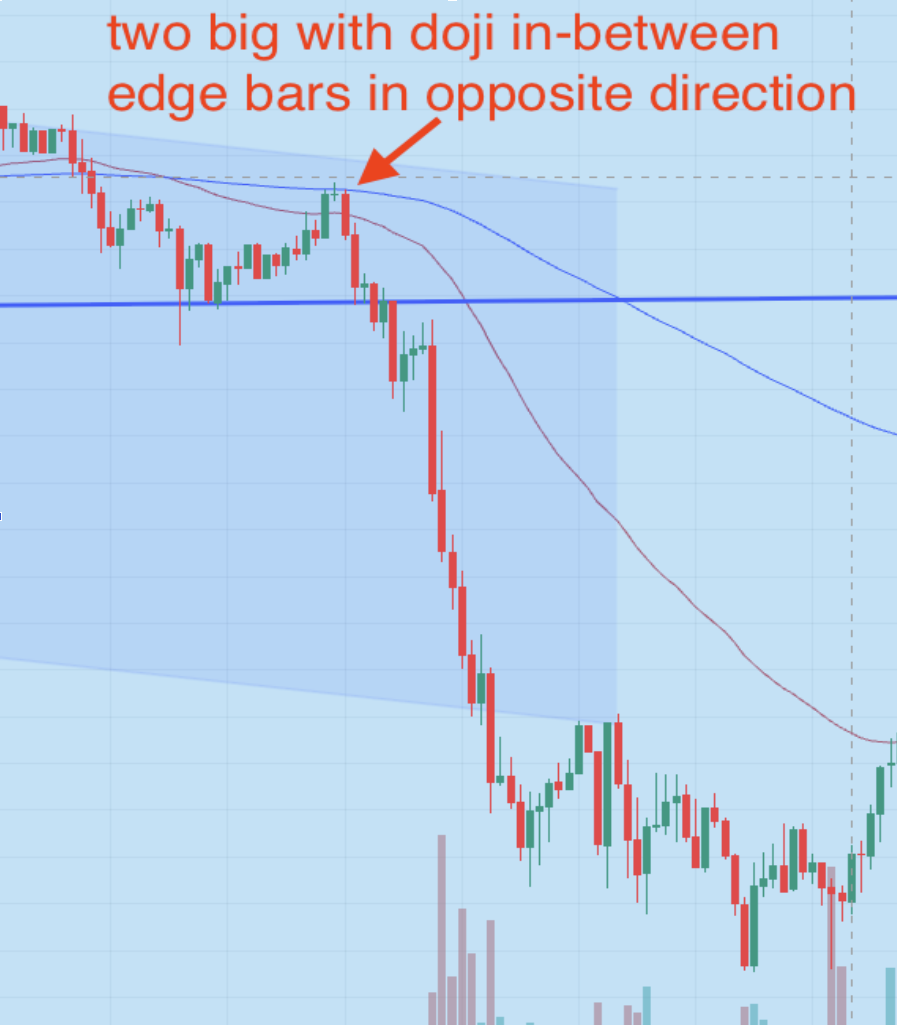 two big with doji in-between
edge bars in opposite direction